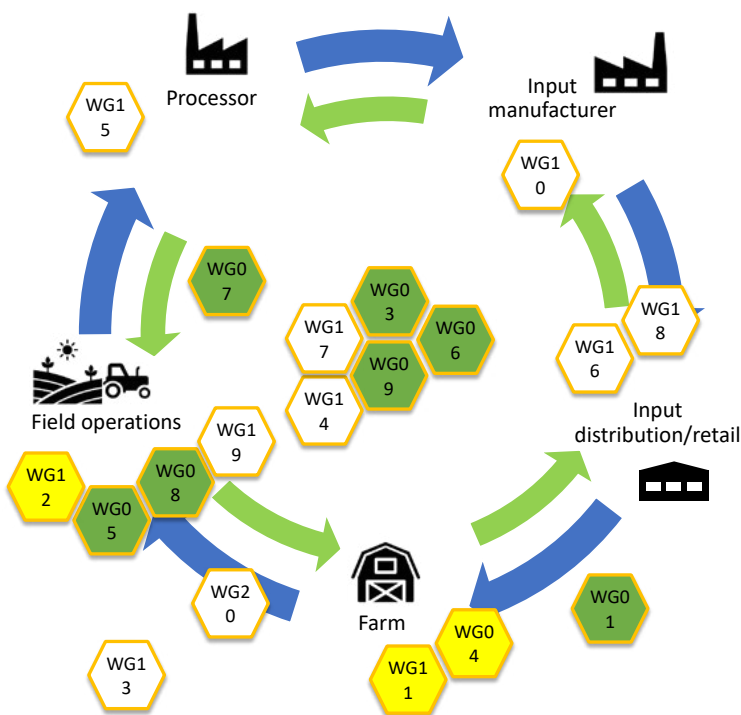 Processor
WG1
5
Input
manufacturer
WG1
0
WG0
7
WG0
3
WG1
7
WG0
6
WG0
9
WG1
4
WG1
8
WG1
6
Field operations
Input
distribution/retail
WG1
9
WG0
8
WG1
2
WG0
5
WG2
0
Farm
WG0
1
WG0
4
WG1
1
WG1
3